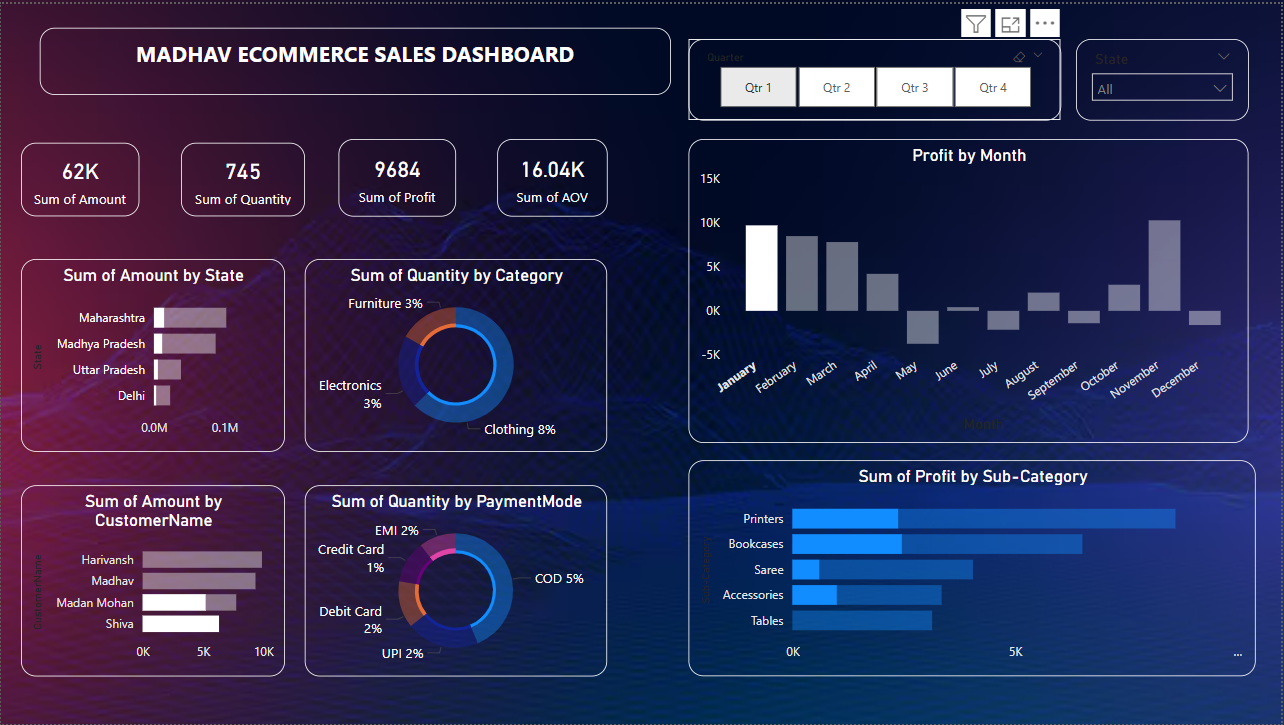 MADHAV ECOMMERCE SALES DASHBOARD
Quarter
Qtr 1
Qtr 2
Qtr 3
Qtr 4
State
All
62K
Sum of Amount
745
Sum of Quantity
9684
Sum of Profit
16.04K
Sum of AOV
Profit by Month
15K
10K
5K
0K
-5K
January
February
March
April
May
June
July
August
September
October
November
December
Month
Sum of Amount by State
State
Maharashtra
Madhya Pradesh
Uttar Pradesh
Delhi
0.0M
0.1M
Sum of Quantity by Category
Furniture 3%
Electronics
3%
Clothing 8%
Sum of Amount by
CustomerName
CustomerName
Harivansh
Madhav
Madan Mohan
Shiva
0K
5K
10K
Sum of Quantity by PaymentMode
EMI 2%
Credit Card
1%
COD 5%
Debit Card
2%
UPI 2%
Sum of Profit by Sub-Category
Sub-Category
Printers
Bookcases
Saree
Accessories
Tables
0K
5K
...